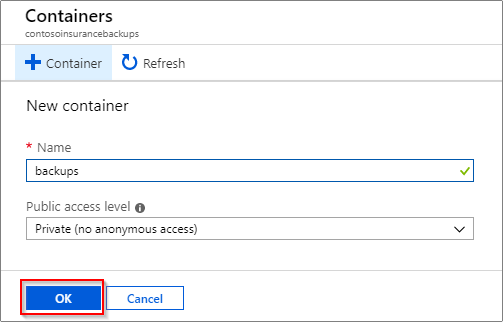 Containers
contosoinsurancebackups
Container Refresh
New container
* Name
backups
Public access level
Private (no anonymous access)
OK Cancel